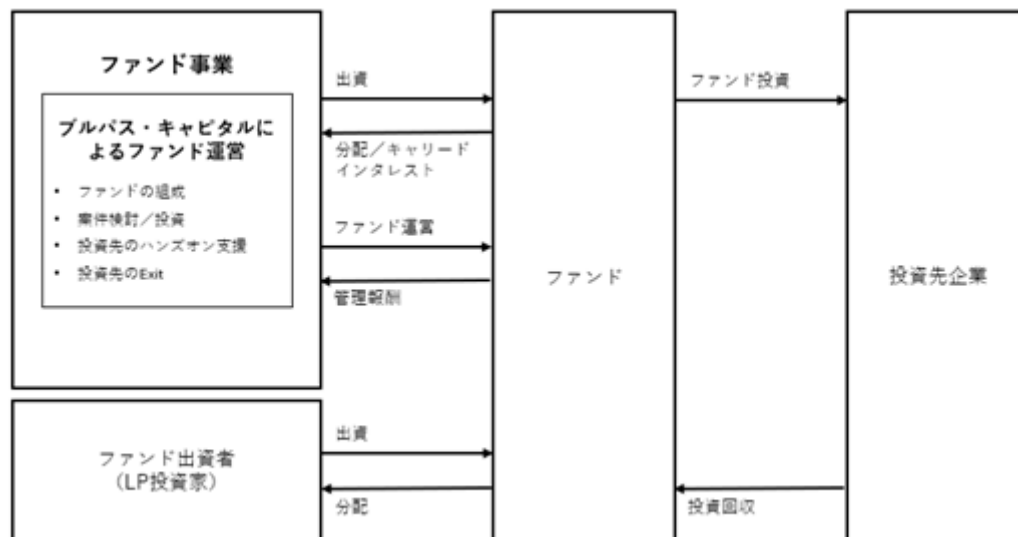 ファンド事業
ブルパス・キャピタルに
よるファンド運営
• ファンドの組成
• 案件検討/投資
• 投資先のハンズオン支援
• 投資先のExit
出資
分配/キャリード
インタレスト
ファンド運営
管理報酬
ファンド出資者
(LP投資家)
出資
分配
ファンド
ファンド投資
投資回収
投資先企業